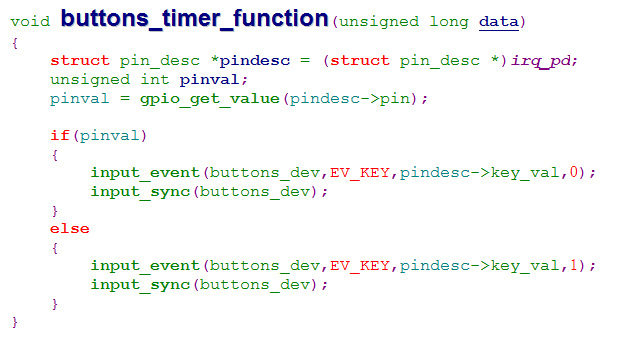 void buttons_timer_function(unsigned long data)
{
    struct pin_desc *pindesc = (struct pin_desc *)irq_pd;
    unsigned int pinval;
    pinval = gpio_get_value(pindesc->pin);
    if(pinval)
    {
        input_event(buttons_dev,EV_KEY,pindesc->key_val,0);
        input_sync(buttons_dev);
    }
    else
    {
        input_event(buttons_dev,EV_KEY,pindesc->key_val,1);
        input_sync(buttons_dev);
    }
}